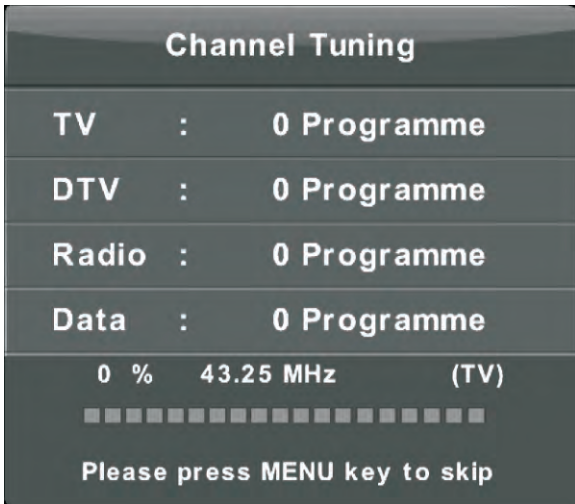 Channel Tuning
TV : 0 Programme
DTV : 0 Programme
Radio : 0 Programme
Data : 0 Programme
0 % 43.25 MHz (TV)
Please press MENU key to skip